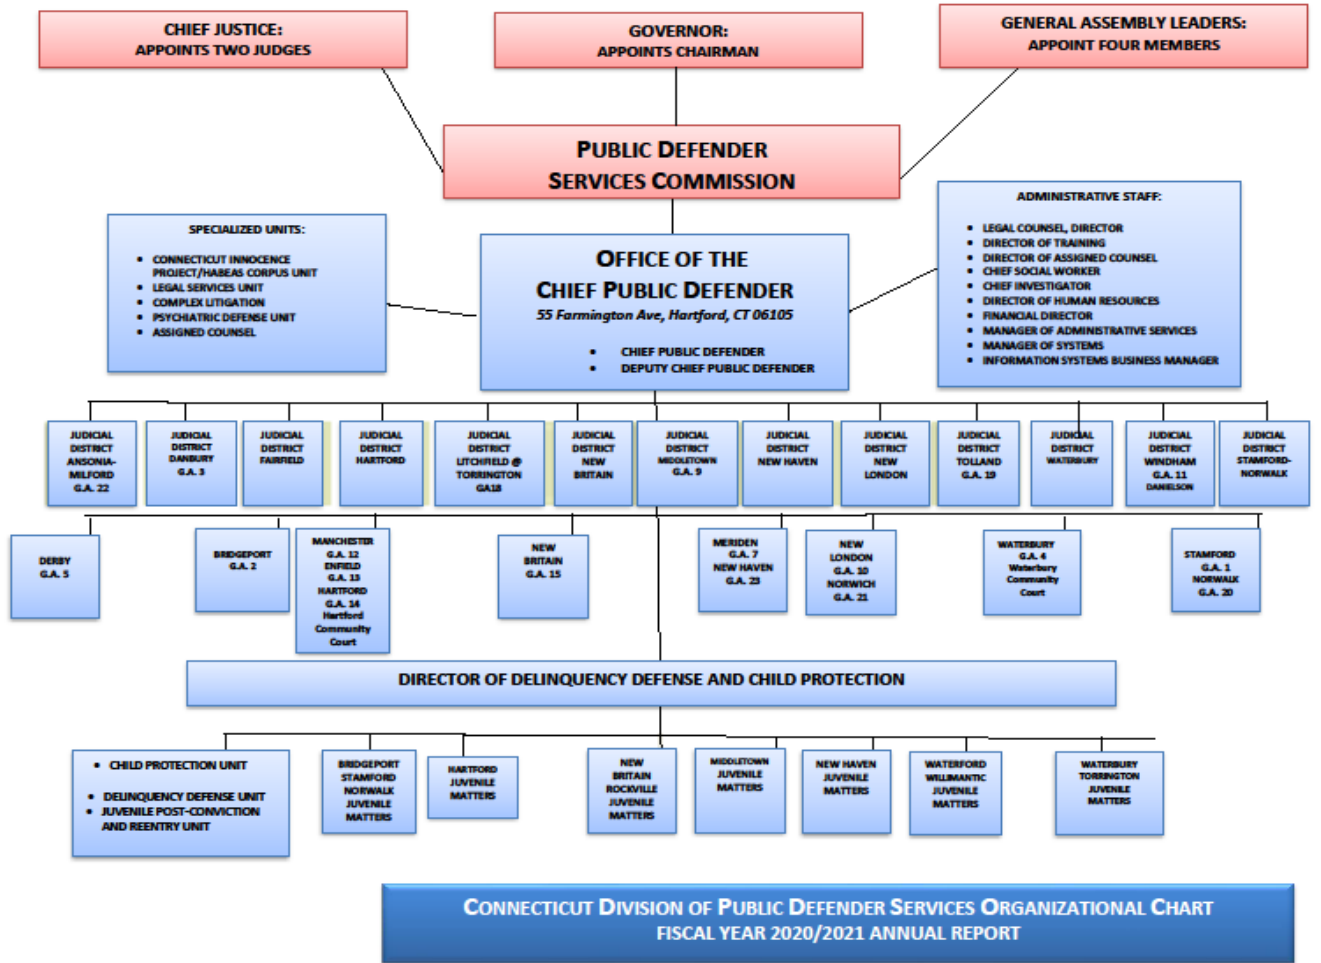 CHIEF JUSTICE:
APPOINTS TWO JUDGES
GOVERNOR:
APPOINTS CHAIRMAN
GENERAL ASSEMBLY LEADERS:
APPOINT FOUR MEMBERS
PUBLIC DEFENDER
SERVICES COMMISSION
SPECIALIZED UNITS:
• CONNECTICUT INNOCENCE
PROJECT/HABEAS CORPUS UNIT
• LEGAL SERVICES UNIT
• COMPLEX LITIGATION
• PSYCHIATRIC DEFENSE UNIT
• ASSIGNED COUNSEL
OFFICE OF THE
CHIEF PUBLIC DEFENDER
55 Farmington Ave, Hartford, CT 06105
• CHIEF PUBLIC DEFENDER
• DEPUTY CHIEF PUBLIC DEFENDER
ADMINISTRATIVE STAFF:
• LEGAL COUNSEL, DIRECTOR
• DIRECTOR OF TRAINING
• DIRECTOR OF ASSIGNED COUNSEL
• CHIEF SOCIAL WORKER
• CHIEF INVESTIGATOR
• DIRECTOR OF HUMAN RESOURCES
• FINANCIAL DIRECTOR
• MANAGER OF ADMINISTRATIVE SERVICES
• MANAGER OF SYSTEMS
• INFORMATION SYSTEMS BUSINESS MANAGER
JUDICIAL
DISTRICT
ANSONIA-
MILFORD
G.A. 22
JUDICIAL
DISTRICT
DANBURY
G.A. 3
JUDICIAL
DISTRICT
FAIRFIELD
JUDICIAL
DISTRICT
HARTFORD
JUDICIAL
DISTRICT
LITCHFIELD @
TORRINGTON
GA18
JUDICIAL
DISTRICT
NEW
BRITAIN
JUDICIAL
DISTRICT
MIDDLETOWN
G.A. 9
JUDICIAL
DISTRICT
NEW HAVEN
JUDICIAL
DISTRICT
NEW
LONDON
JUDICIAL
DISTRICT
TOLLAND
G.A. 19
JUDICIAL
DISTRICT
WATERBURY
JUDICIAL
DISTRICT
WINDHAM
G.A. 11
DANIELSON
JUDICIAL
DISTRICT
STAMFORD-
NORWALK
DERBY
G.A. 5
BRIDGEPORT
G.A. 2
MANCHESTER
G.A. 12
ENFIELD
G.A. 13
HARTFORD
G.A. 14
Hartford
Community
Court
NEW
BRITAIN
G.A. 15
MERIDEN
G.A. 7
NEW HAVEN
G.A. 23
NEW
LONDON
G.A. 10
NORWICH
G.A. 21
WATERBURY
G.A. 4
Waterbury
Community
Court
STAMFORD
G.A. 1
NORWALK
G.A. 20
DIRECTOR OF DELINQUENCY DEFENSE AND CHILD PROTECTION
• CHILD PROTECTION UNIT
• DELINQUENCY DEFENSE UNIT
• JUVENILE POST-CONVICTION
AND REENTRY UNIT
BRIDGEPORT
STAMFORD
NORWALK
JUVENILE
MATTERS
HARTFORD
JUVENILE
MATTERS
NEW
BRITAIN
ROCKVILLE
JUVENILE
MATTERS
MIDDLETOWN
JUVENILE
MATTERS
NEW HAVEN
JUVENILE
MATTERS
WATERFORD
WILLIMANTIC
JUVENILE
MATTERS
WATERBURY
TORRINGTON
JUVENILE
MATTERS
CONNECTICUT DIVISION OF PUBLIC DEFENDER SERVICES ORGANIZATIONAL CHART
FISCAL YEAR 2020/2021 ANNUAL REPORT